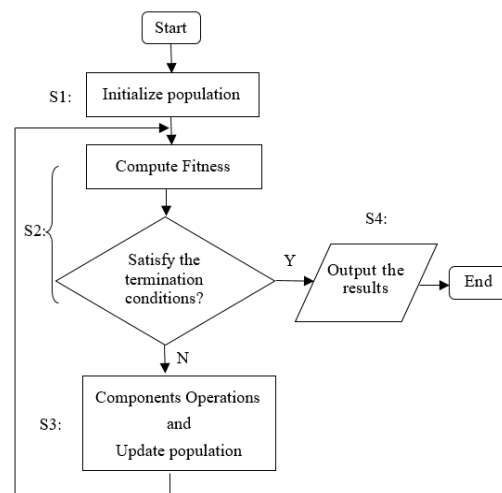 Start
S1:
Initialize population
Compute Fitness
S2:
Satisfy the
termination
conditions?
Y
S4:
Output the
results
End
N
S3:
Components Operations
and
Update population